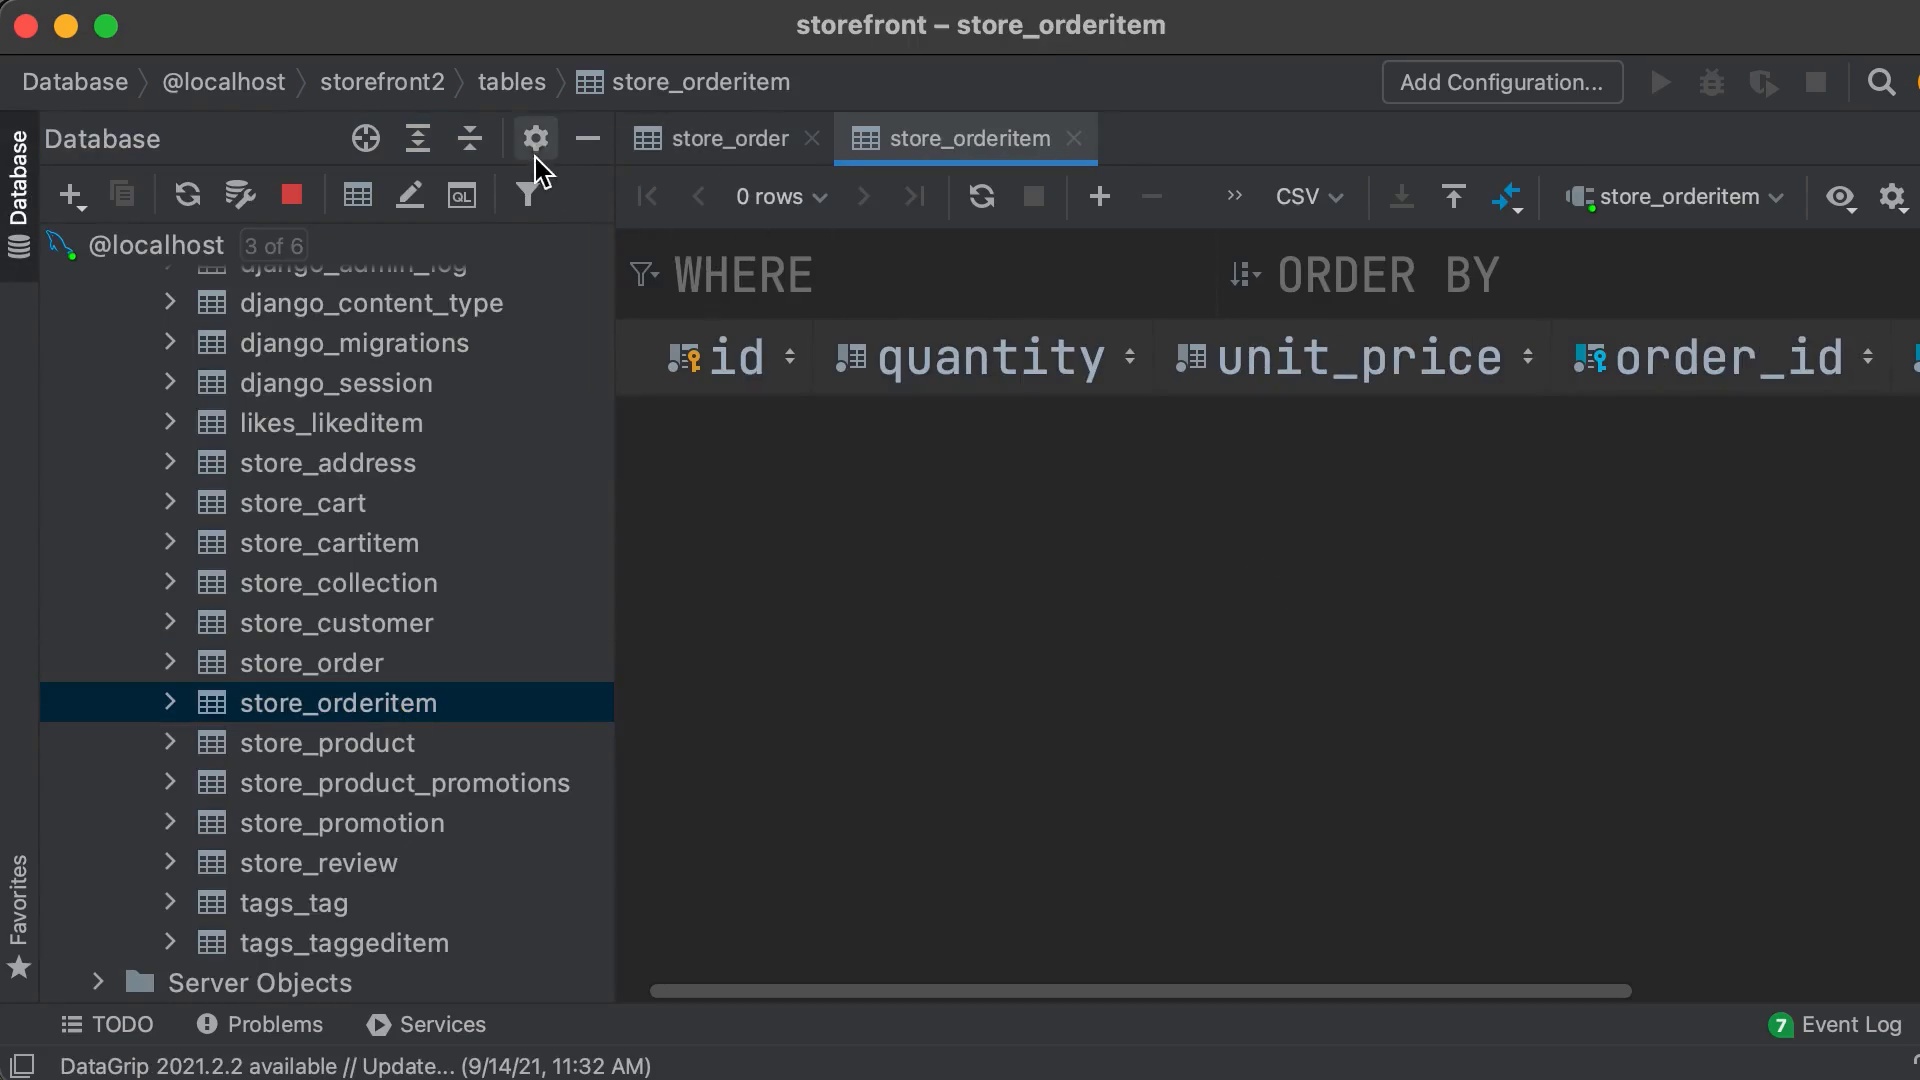 storefront – store_orderitem
Database @localhost storefront2 tables store_orderitem
Add Configuration...
Database
Database
store_order
store_orderitem
QL
0 rows
CSV
store_orderitem
@localhost 3 of 6
WHERE
ORDER BY
id
quantity
unit_price
order_id
django_admin_log
django_content_type
django_migrations
django_session
likes_likeditem
store_address
store_cart
store_cartitem
store_collection
store_customer
store_order
store_orderitem
store_product
store_product_promotions
store_promotion
store_review
tags_tag
tags_taggeditem
Server Objects
Favorites
TODO
Problems
Services
7 Event Log
DataGrip 2021.2.2 available // Update... (9/14/21, 11:32 AM)